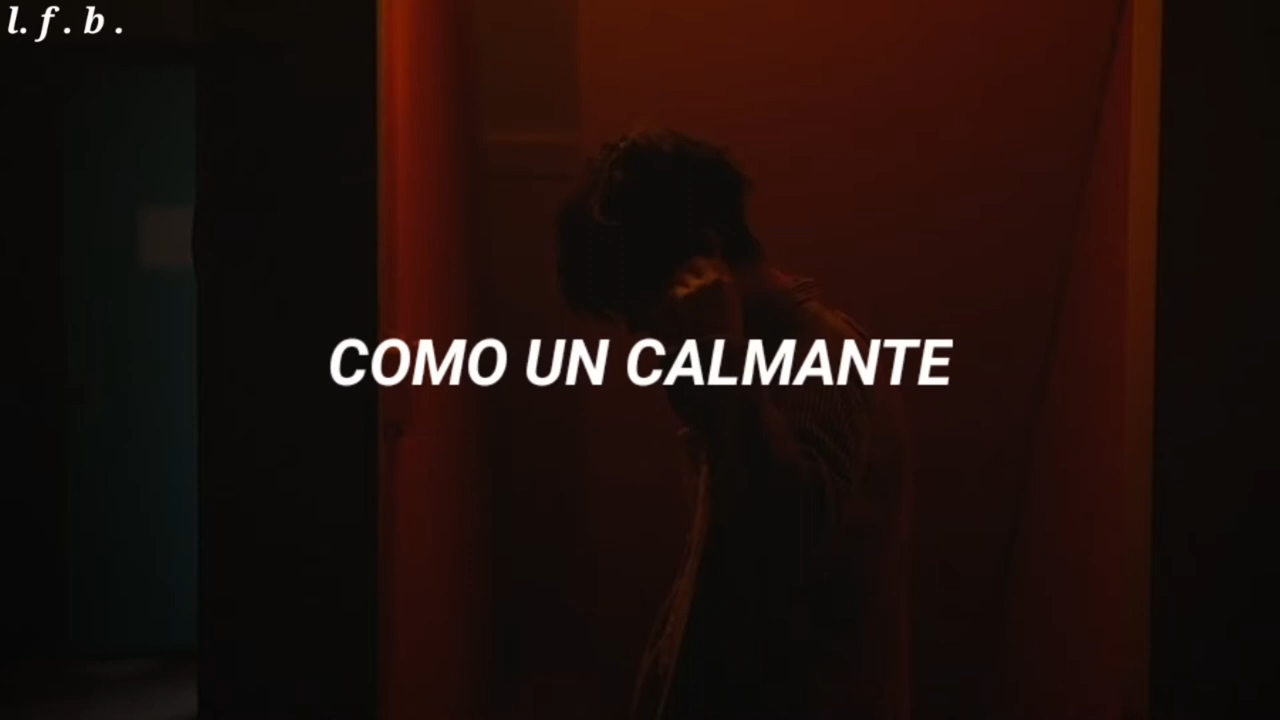 l. f . b .
COMO UN CALMANTE